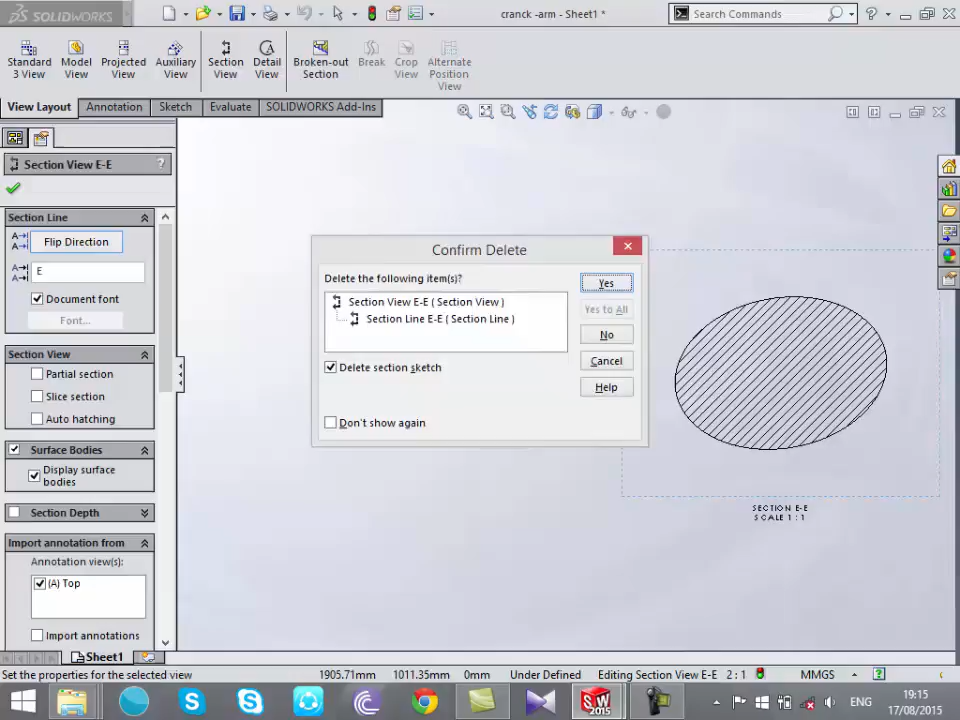 SOLIDWORKS
cranck -arm - Sheet1 *
Search Commands
Standard
3 View
Model
View
Projected
View
Auxiliary
View
Section
View
Detail
View
Broken-out
Section
Break
Crop
View
Alternate
Position
View
View Layout
Annotation
Sketch
Evaluate
SOLIDWORKS Add-Ins
Section View E-E
?
Section Line
Flip Direction
E
Document font
Font...
Section View
Partial section
Slice section
Auto hatching
Surface Bodies
Display surface
bodies
Section Depth
Import annotation from
Annotation view(s):
(A) Top
Import annotations
Confirm Delete
Delete the following item(s)?
Section View E-E ( Section View )
Section Line E-E ( Section Line )
Delete section sketch
Don't show again
Yes
Yes to All
No
Cancel
Help
SECTION E-E
SCALE 1 : 1
Sheet1
Set the properties for the selected view
1905.71mm
1011.35mm
0mm
Under Defined
Editing Section View E-E
2 : 1
MMGS
ENG
19:15
17/08/2015